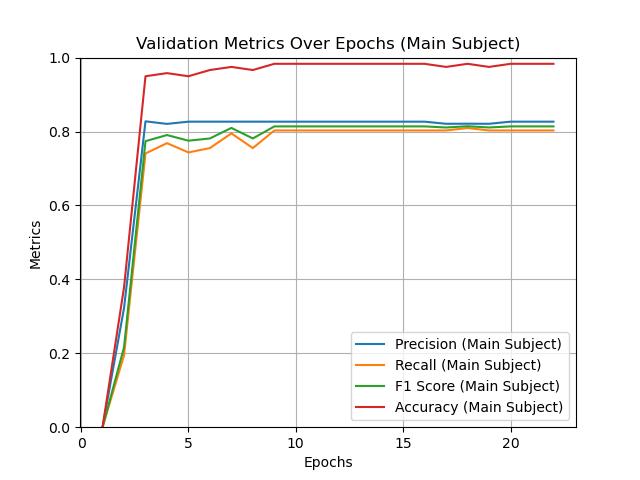 Validation Metrics Over Epochs (Main Subject)
1.0
0.8
0.6
0.4
0.2
0.0
Metrics
0
5
10
15
20
Epochs
Precision (Main Subject)
Recall (Main Subject)
F1 Score (Main Subject)
Accuracy (Main Subject)